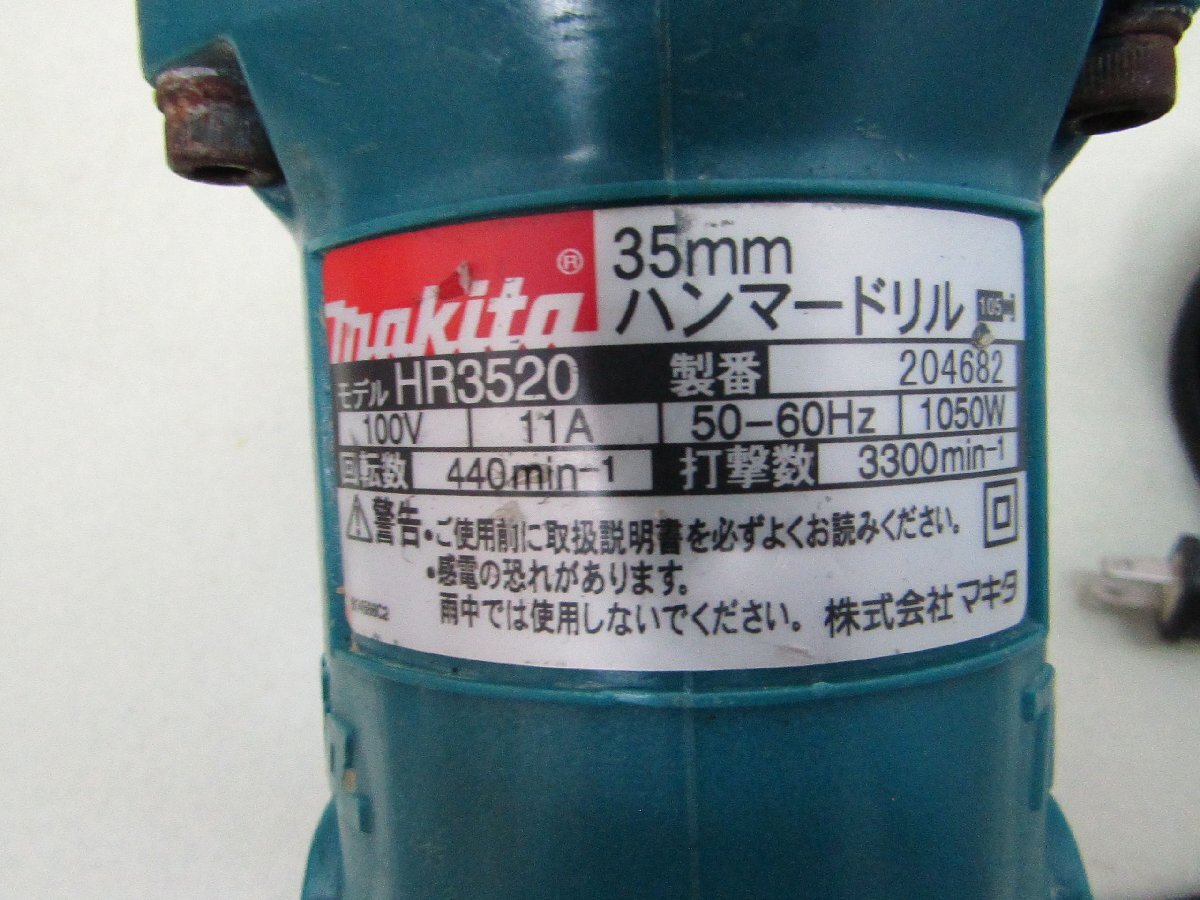 makita®
35mm
ハンマードリル
モデル HR3520 製番 204682
100V 11A 50-60Hz 1050W
回転数 440min⁻¹ 打撃数 3300min⁻¹
⚠警告 •ご使用前に取扱説明書を必ずよくお読みください。
•感電の恐れがあります。
雨中では使用しないでください。 株式会社マキタ